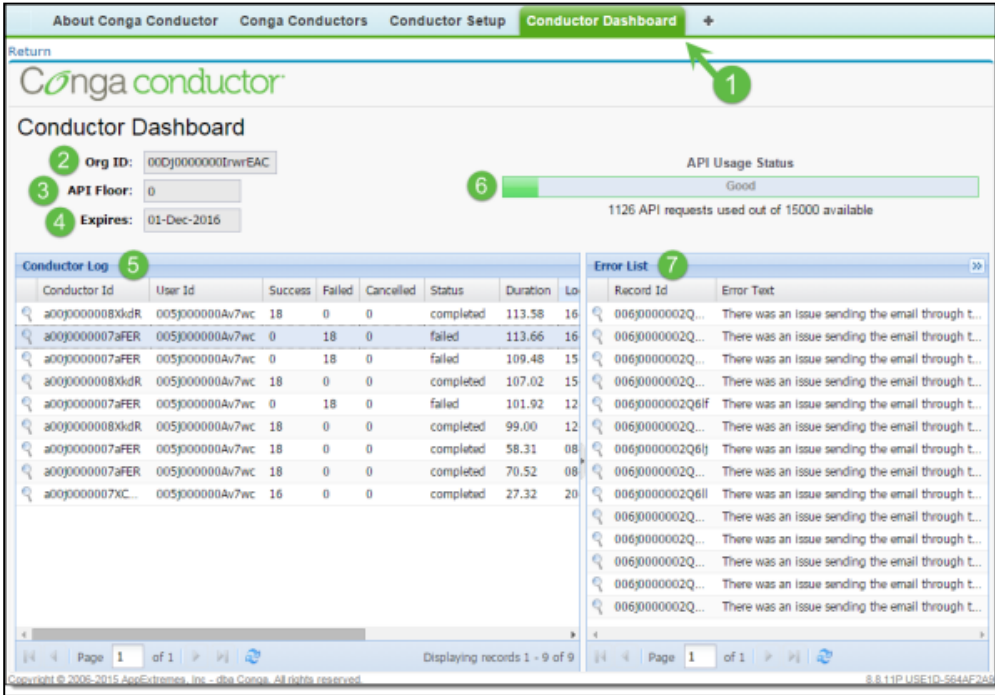 About Conga Conductor Conga Conductors Conductor Setup Conductor Dashboard +
Return
1
Conga conductor
Conductor Dashboard
2 Org ID: 00Dj0000000IrwrEAC
3 API Floor: 0
4 Expires: 01-Dec-2016
API Usage Status
6 Good
1126 API requests used out of 15000 available
Conductor Log 5
Conductor Id User Id Success Failed Cancelled Status Duration Lo
a00j0000008XkdR 005j000000Av7wc 18 0 0 completed 113.58 16
a00j0000007aFER 005j000000Av7wc 0 18 0 failed 113.66 16
a00j0000007aFER 005j000000Av7wc 0 18 0 failed 109.48 15
a00j0000008XkdR 005j000000Av7wc 18 0 0 completed 107.02 15
a00j0000007aFER 005j000000Av7wc 0 18 0 failed 101.92 12
a00j0000008XkdR 005j000000Av7wc 18 0 0 completed 99.00 12
a00j0000007aFER 005j000000Av7wc 18 0 0 completed 58.31 08
a00j0000007aFER 005j000000Av7wc 18 0 0 completed 70.52 08
a00j0000007XC... 005j000000Av7wc 16 0 0 completed 27.32 20
Page 1 of 1 Displaying records 1 - 9 of 9
Error List 7
Record Id Error Text
006j0000002Q... There was an issue sending the email through t...
006j0000002Q... There was an issue sending the email through t...
006j0000002Q... There was an issue sending the email through t...
006j0000002Q... There was an issue sending the email through t...
006j0000002Q6lf There was an issue sending the email through t...
006j0000002Q... There was an issue sending the email through t...
006j0000002Q6lj There was an issue sending the email through t...
006j0000002Q... There was an issue sending the email through t...
006j0000002Q6ll There was an issue sending the email through t...
006j0000002Q... There was an issue sending the email through t...
006j0000002Q... There was an issue sending the email through t...
006j0000002Q... There was an issue sending the email through t...
006j0000002Q... There was an issue sending the email through t...
006j0000002Q... There was an issue sending the email through t...
Page 1 of 1
Copyright © 2006-2015 AppExtremes, Inc - dba Conga. All rights reserved. 8.8.11P USE1D-564AF2A9